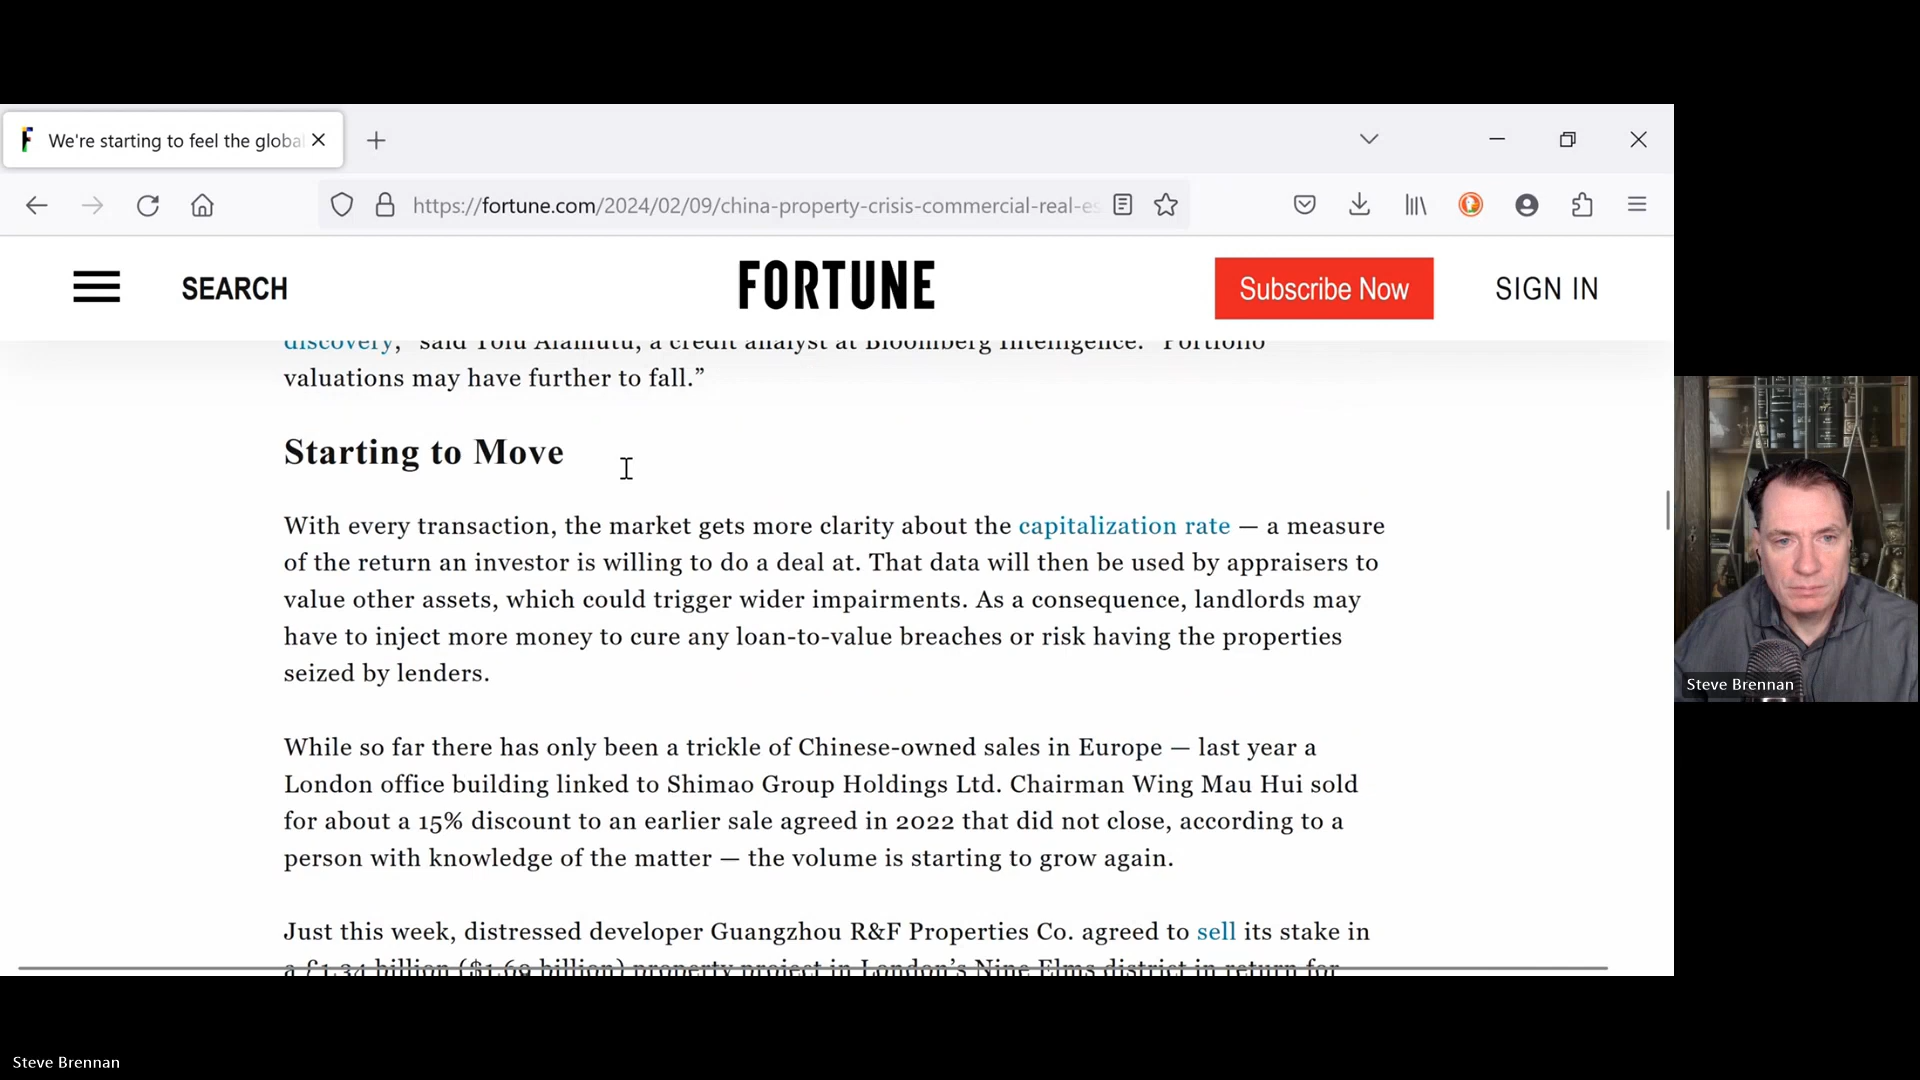 We're starting to feel the globa
https://fortune.com/2024/02/09/china-property-crisis-commercial-real-es
SEARCH
FORTUNE
Subscribe Now
SIGN IN
discovery,” said Tolu Alamutu, a credit analyst at Bloomberg Intelligence. “Portfolio
valuations may have further to fall.”
Starting to Move
With every transaction, the market gets more clarity about the capitalization rate — a measure
of the return an investor is willing to do a deal at. That data will then be used by appraisers to
value other assets, which could trigger wider impairments. As a consequence, landlords may
have to inject more money to cure any loan-to-value breaches or risk having the properties
seized by lenders.
While so far there has only been a trickle of Chinese-owned sales in Europe — last year a
London office building linked to Shimao Group Holdings Ltd. Chairman Wing Mau Hui sold
for about a 15% discount to an earlier sale agreed in 2022 that did not close, according to a
person with knowledge of the matter — the volume is starting to grow again.
Just this week, distressed developer Guangzhou R&F Properties Co. agreed to sell its stake in
a £1.34 billion ($1.69 billion) property project in London’s Nine Elms district in return for
Steve Brennan
Steve Brennan